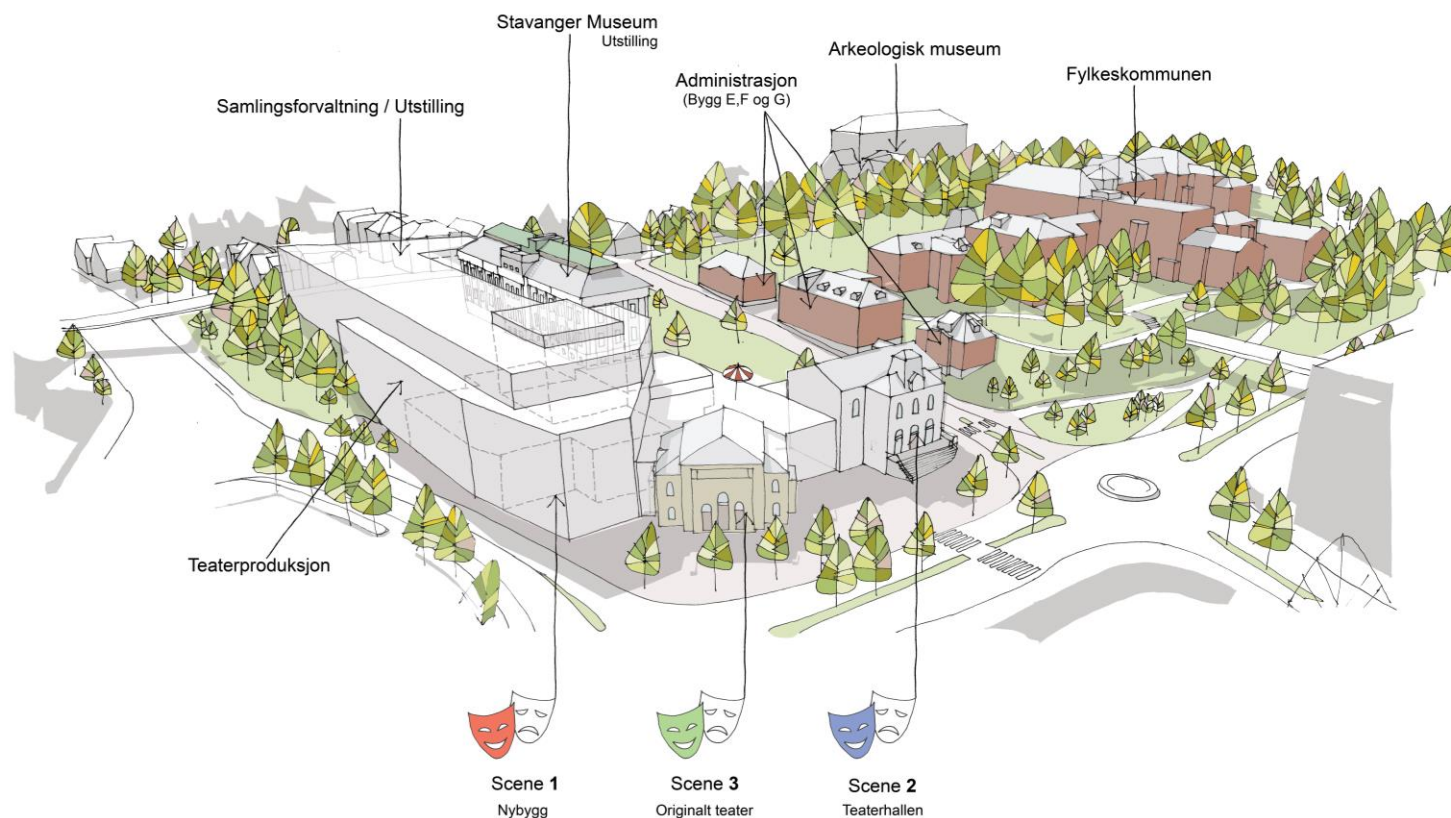 Stavanger Museum
Utstilling
Arkeologisk museum
Administrasjon
(Bygg E,F og G)
Fylkeskommunen
Samlingsforvaltning / Utstilling
Teaterproduksjon
Scene 1
Nybygg
Scene 3
Originalt teater
Scene 2
Teaterhallen